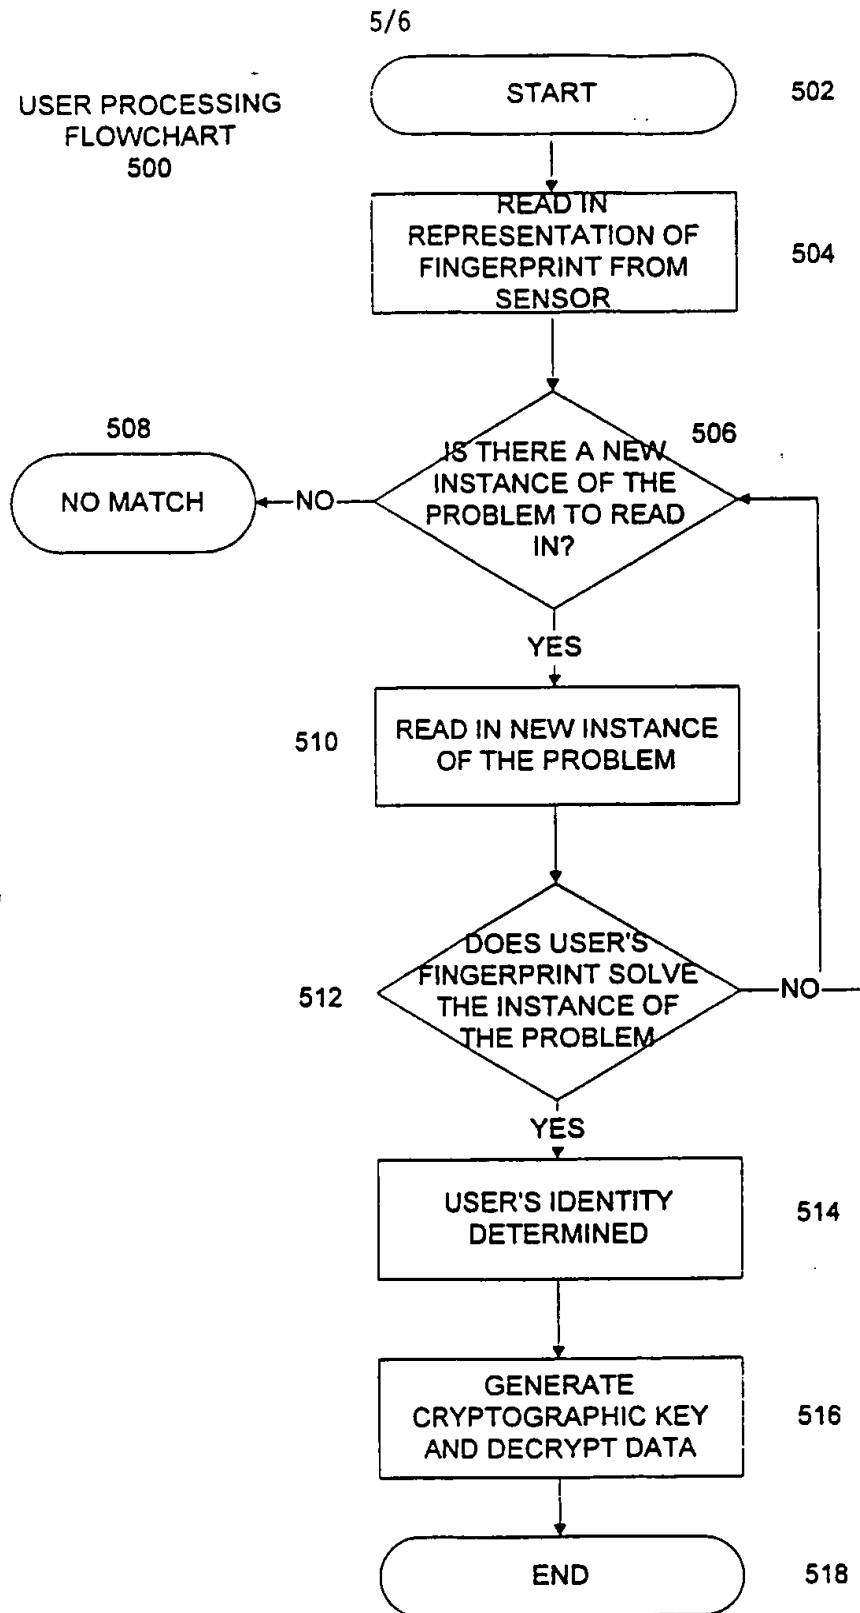 5/6
USER PROCESSING
FLOWCHART
500
START
502
READ IN
REPRESENTATION OF
FINGERPRINT FROM
SENSOR
504
508
NO MATCH
NO
506
IS THERE A NEW
INSTANCE OF THE
PROBLEM TO READ
IN?
YES
510
READ IN NEW INSTANCE
OF THE PROBLEM
512
DOES USER'S
FINGERPRINT SOLVE
THE INSTANCE OF
THE PROBLEM
NO
YES
USER'S IDENTITY
DETERMINED
514
GENERATE
CRYPTOGRAPHIC KEY
AND DECRYPT DATA
516
END
518